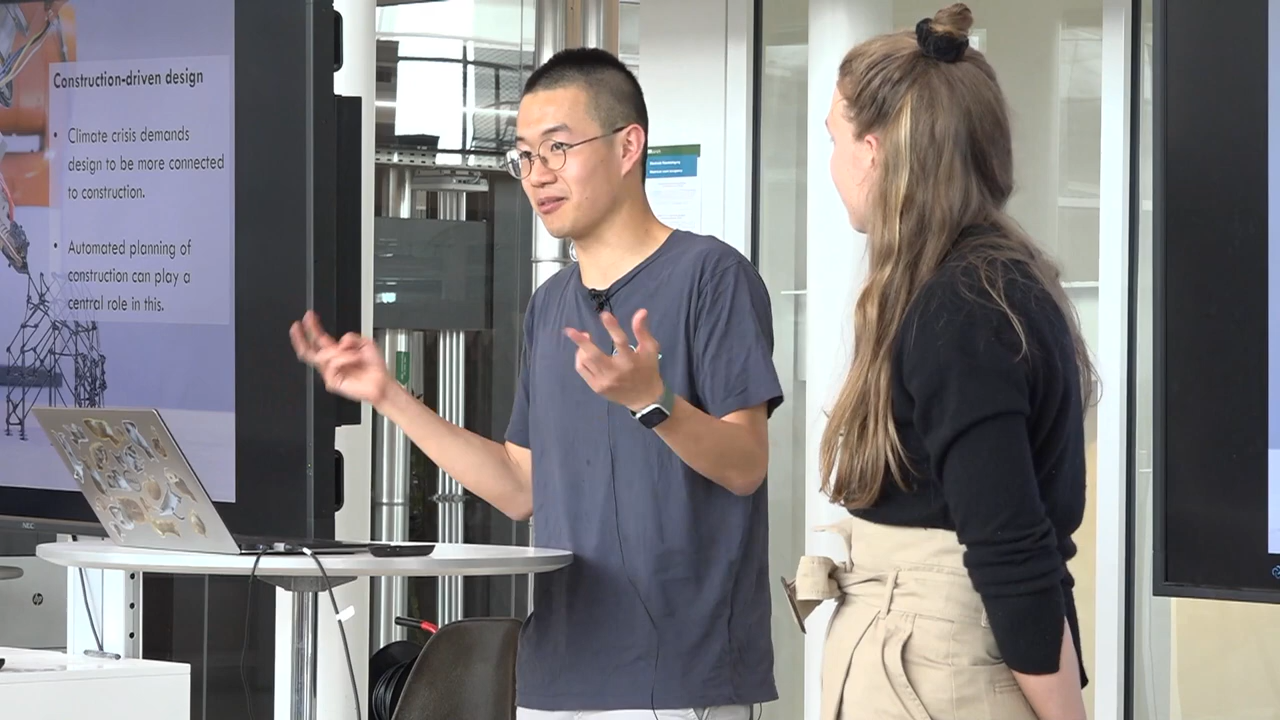 Construction-driven design
• Climate crisis demands
design to be more connected
to construction.
• Automated planning of
construction can play a
central role in this.
NEC
hp